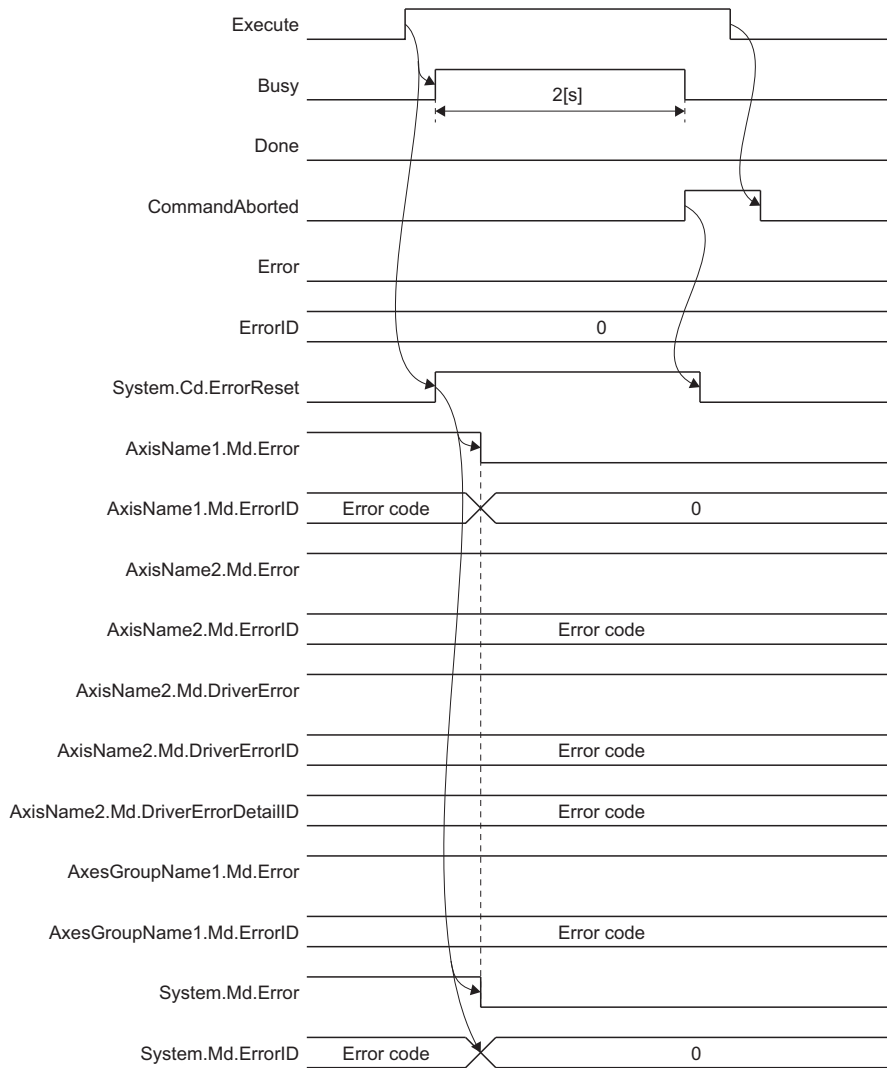 Execute
Busy
2[s]
Done
CommandAborted
Error
ErrorID
0
System.Cd.ErrorReset
AxisName1.Md.Error
AxisName1.Md.ErrorID
Error code
0
AxisName2.Md.Error
AxisName2.Md.ErrorID
Error code
AxisName2.Md.DriverError
AxisName2.Md.DriverErrorID
Error code
AxisName2.Md.DriverErrorDetailID
Error code
AxesGroupName1.Md.Error
AxesGroupName1.Md.ErrorID
Error code
System.Md.Error
System.Md.ErrorID
Error code
0